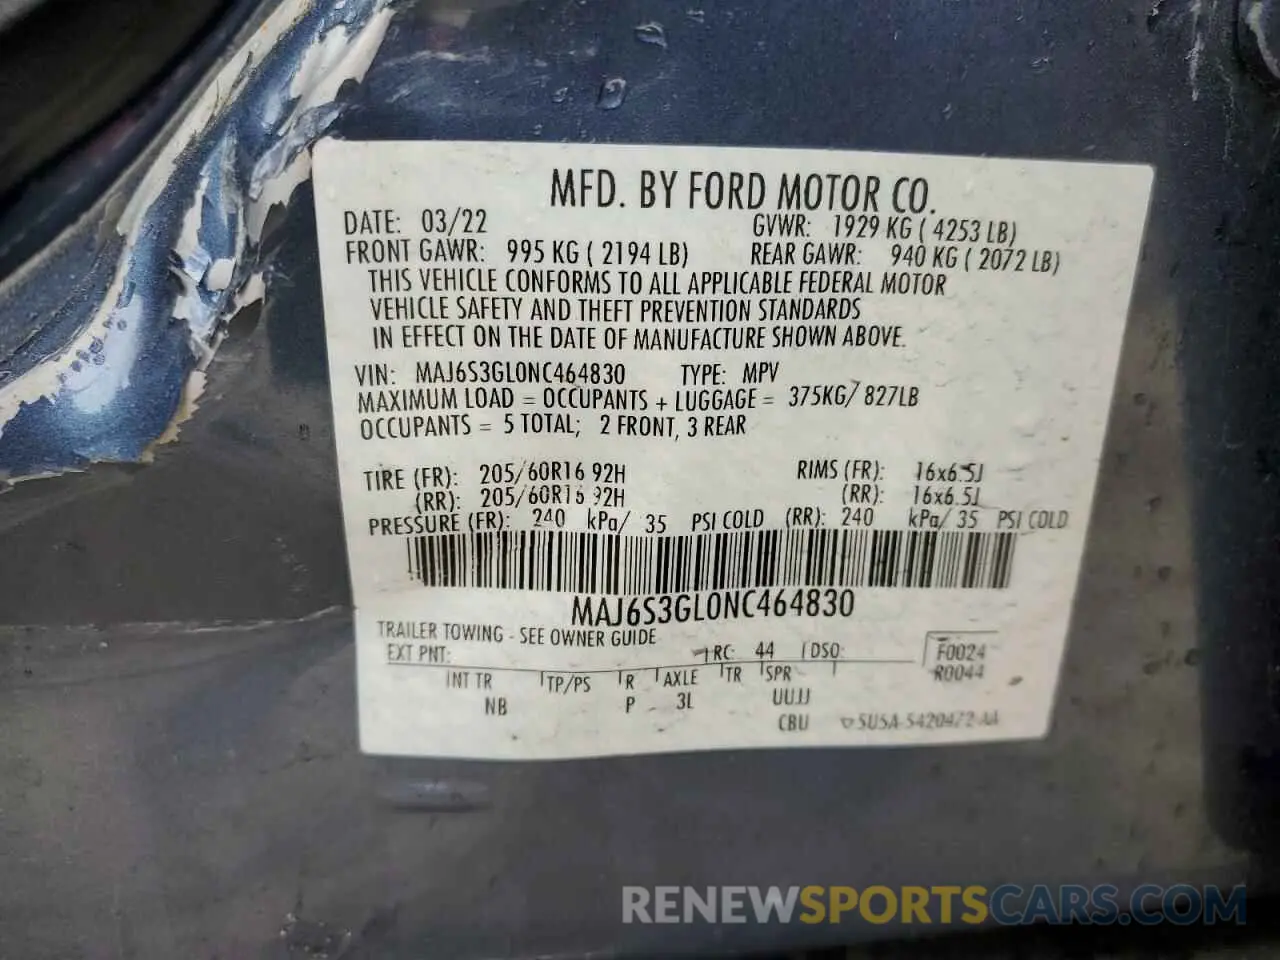 MFD. BY FORD MOTOR CO.
DATE: 03/22 GVWR: 1929 KG ( 4253 LB)
FRONT GAWR: 995 KG ( 2194 LB) REAR GAWR: 940 KG ( 2072 LB)
THIS VEHICLE CONFORMS TO ALL APPLICABLE FEDERAL MOTOR
VEHICLE SAFETY AND THEFT PREVENTION STANDARDS
IN EFFECT ON THE DATE OF MANUFACTURE SHOWN ABOVE.
VIN: MAJ6S3GL0NC464830 TYPE: MPV
MAXIMUM LOAD = OCCUPANTS + LUGGAGE = 375KG/ 827LB
OCCUPANTS = 5 TOTAL; 2 FRONT, 3 REAR
TIRE (FR): 205/60R16 92H RIMS (FR): 16x6.5J
(RR): 205/60R16 92H (RR): 16x6.5J
PRESSURE (FR): 240 kPa/ 35 PSI COLD (RR): 240 kPa/ 35 PSI COLD
MAJ6S3GL0NC464830
TRAILER TOWING - SEE OWNER GUIDE
EXT PNT: RC: 44 DSO: F0024
INT TR TP/PS R AXLE TR SPR R0044
NB P 3L UUJJ
CBU
RENEWSPORTSCARS.COM